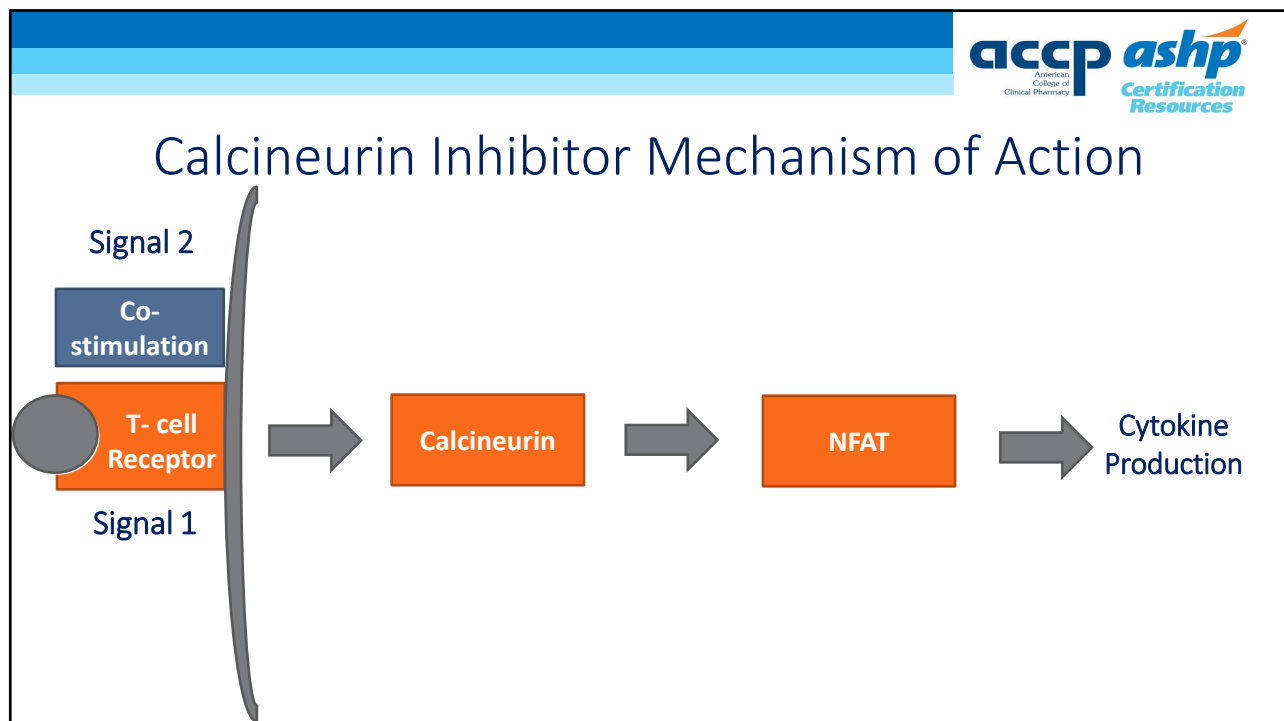 accp
American
College of
Clinical Pharmacy
ashp®
Certification
Resources
Calcineurin Inhibitor Mechanism of Action
Signal 2
Co-
stimulation
T- cell
Receptor
Signal 1
Calcineurin
NFAT
Cytokine
Production